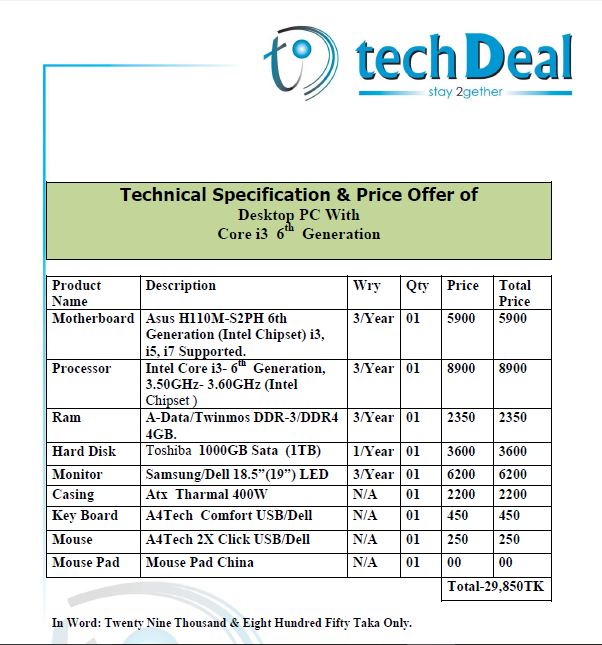 tech Deal
stay 2gether
Technical Specification & Price Offer of
Desktop PC With
Core i3 6th Generation
Product Name Description Wry Qty Price Total Price
Motherboard Asus H110M-S2PH 6th Generation (Intel Chipset) i3, i5, i7 Supported. 3/Year 01 5900 5900
Processor Intel Core i3- 6th Generation, 3.50GHz- 3.60GHz (Intel Chipset ) 3/Year 01 8900 8900
Ram A-Data/Twinmos DDR-3/DDR4 4GB. 3/Year 01 2350 2350
Hard Disk Toshiba 1000GB Sata (1TB) 1/Year 01 3600 3600
Monitor Samsung/Dell 18.5”(19”) LED 3/Year 01 6200 6200
Casing Atx Tharmal 400W N/A 01 2200 2200
Key Board A4Tech Comfort USB/Dell N/A 01 450 450
Mouse A4Tech 2X Click USB/Dell N/A 01 250 250
Mouse Pad Mouse Pad China N/A 01 00 00
Total-29,850TK
In Word: Twenty Nine Thousand & Eight Hundred Fifty Taka Only.